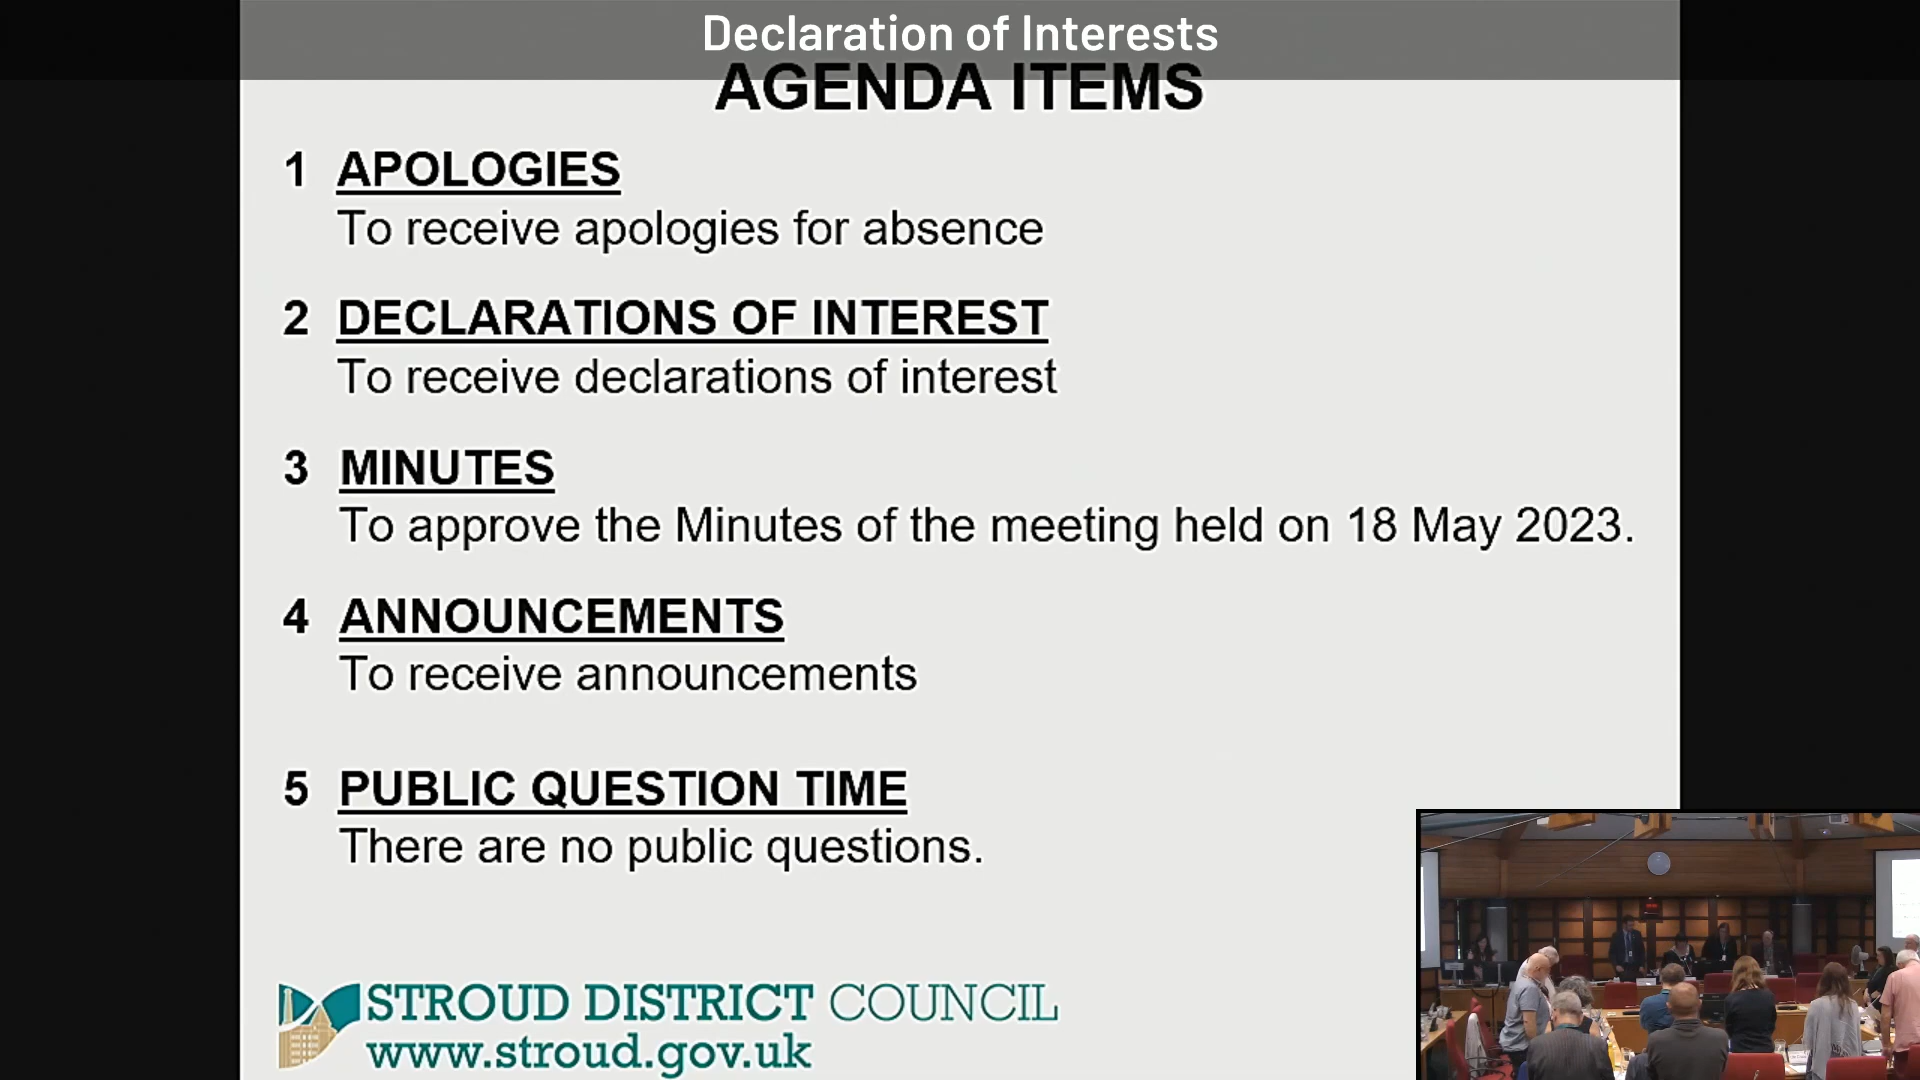 Declaration of Interests
AGENDA ITEMS
1 APOLOGIES
To receive apologies for absence
2 DECLARATIONS OF INTEREST
To receive declarations of interest
3 MINUTES
To approve the Minutes of the meeting held on 18 May 2023.
4 ANNOUNCEMENTS
To receive announcements
5 PUBLIC QUESTION TIME
There are no public questions.
STROUD DISTRICT COUNCIL
www.stroud.gov.uk